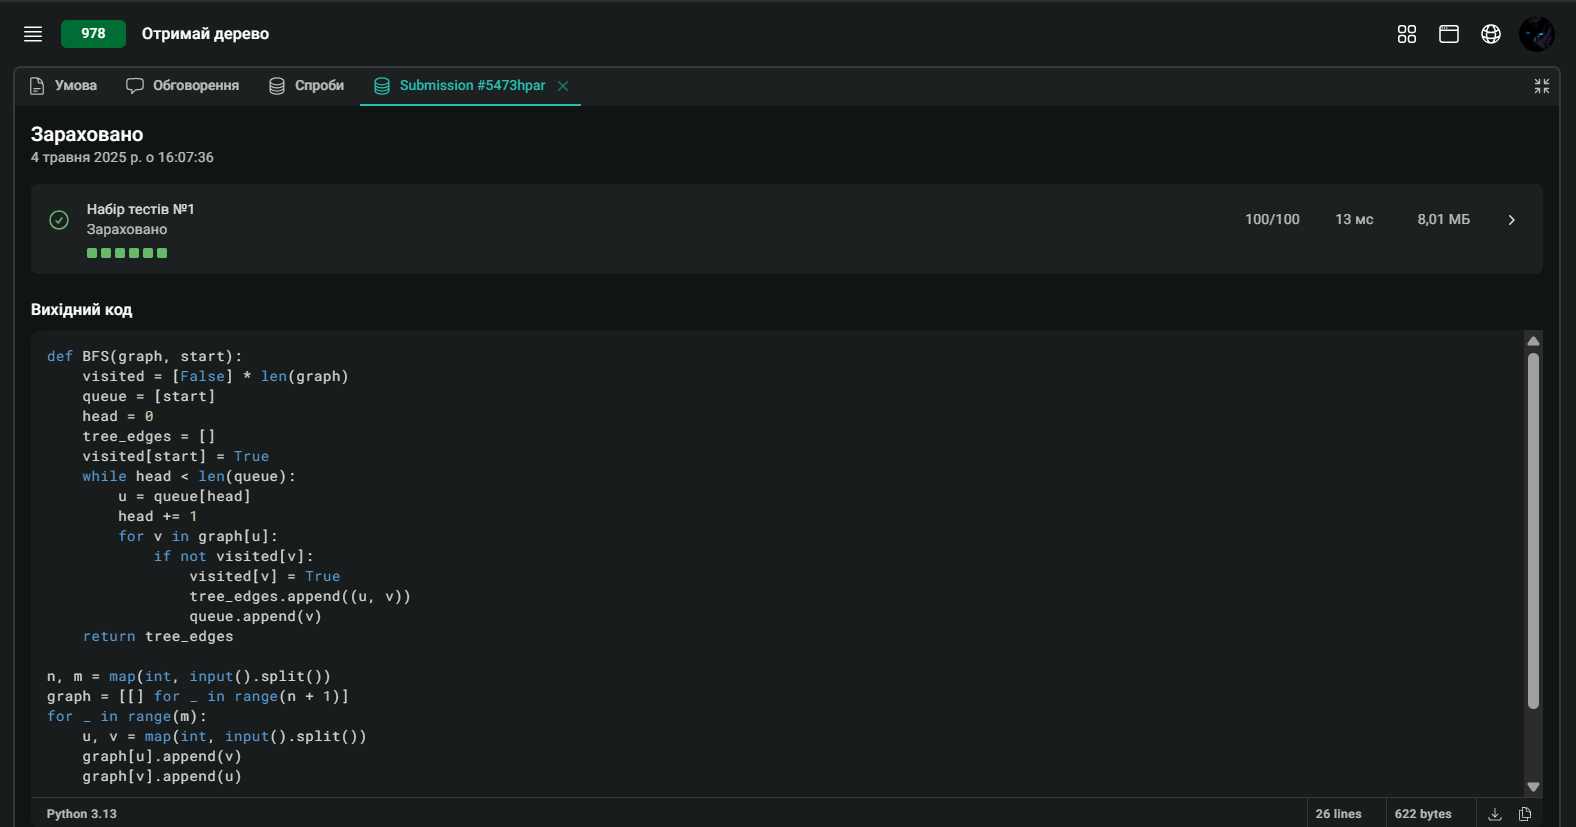 978 Отримай дерево
Умова Обговорення Спроби Submission #5473hpar
Зараховано
4 травня 2025 р. о 16:07:36
Набір тестів №1
Зараховано
100/100 13 мс 8,01 МБ
Вихідний код
def BFS(graph, start):
    visited = [False] * len(graph)
    queue = [start]
    head = 0
    tree_edges = []
    visited[start] = True
    while head < len(queue):
        u = queue[head]
        head += 1
        for v in graph[u]:
            if not visited[v]:
                visited[v] = True
                tree_edges.append((u, v))
                queue.append(v)
    return tree_edges
n, m = map(int, input().split())
graph = [[] for _ in range(n + 1)]
for _ in range(m):
    u, v = map(int, input().split())
    graph[u].append(v)
    graph[v].append(u)
Python 3.13 26 lines 622 bytes